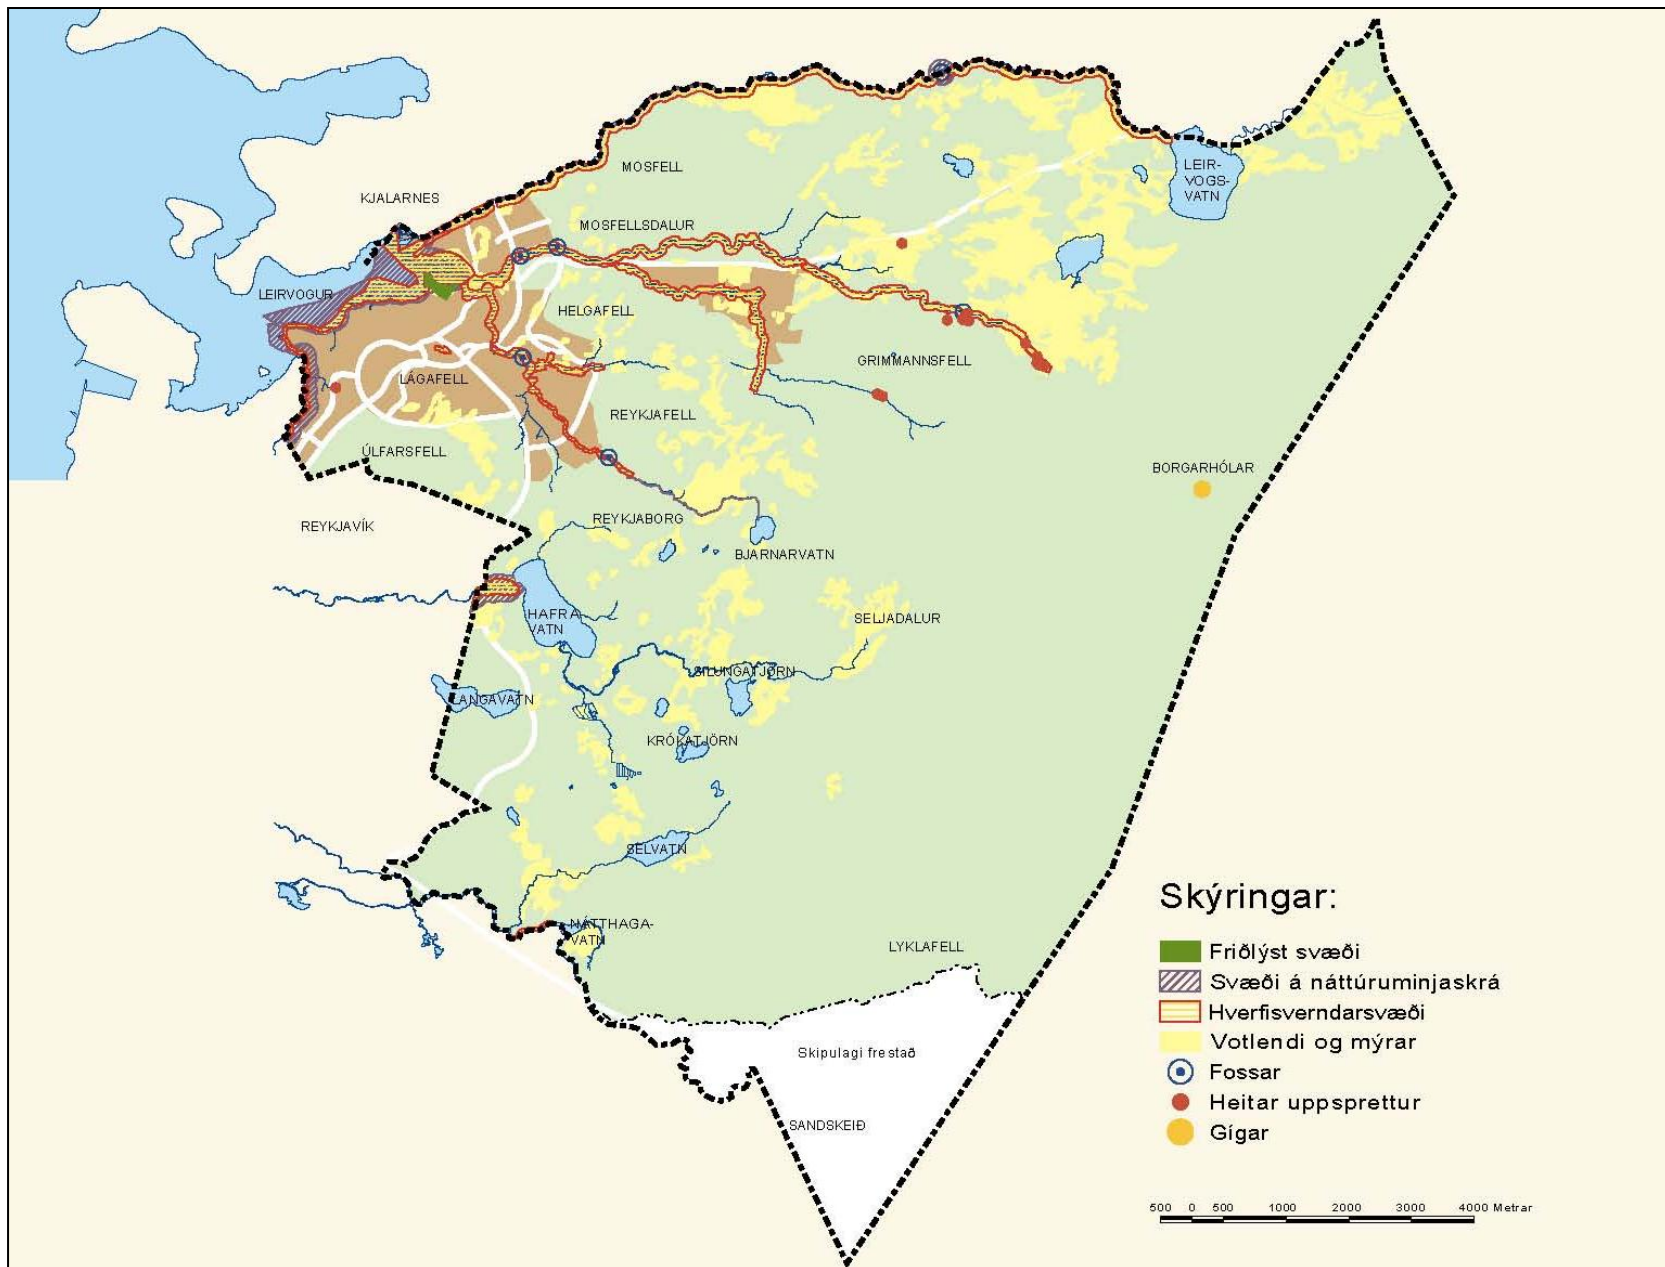 MOSFELL
LEIR-
VOGS-
VATN
KJALARNES
MOSFELLSDALUR
LEIRVOGUR
HELGAFELL
GRIMMANNSFELL
LÁGAFELL
REYKJAFELL
ÚLFARSFELL
BORGARHÓLAR
REYKJAVÍK
REYKJABORG
BJARNARVATN
HAFRA
VATN
SELJADALUR
SILUNGATJÖRN
LANGAVATN
KRÓKATJÖRN
SELVATN
NÁTTHAGA-
VATN
LYKLAFELL
Skipulagi frestað
SANDSKEIÐ
Skýringar:
Friðlýst svæði
Svæði á náttúruminjaskrá
Hverfisverndarsvæði
Votlendi og mýrar
Fossar
Heitar uppsprettur
Gígar
500 0 500 1000 2000 3000 4000 Metrar